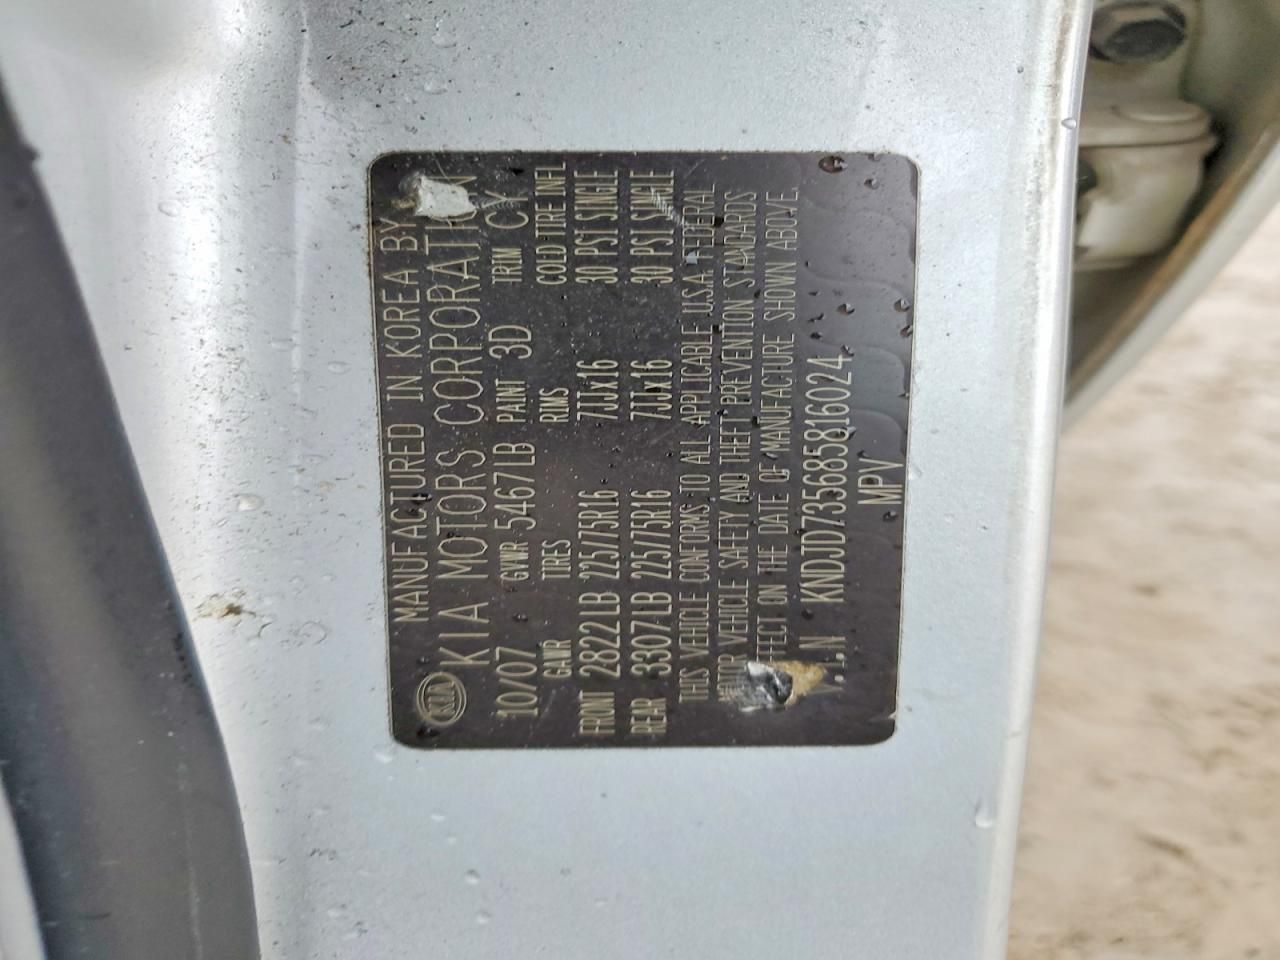 MANUFACTURED IN KOREA BY
KIA KIA MOTORS CORPORATION
10/07 GVWR 5467LB PAINT 3D TRIM CY
GAWR TIRES RIMS COLD TIRE INFL
FRONT 2822LB 225/75R16 7JJx16 30 PSI SINGLE
REAR 3307LB 225/75R16 7JJx16 30 PSI SINGLE
THIS VEHICLE CONFORMS TO ALL APPLICABLE U.S.A. FEDERAL
MOTOR VEHICLE SAFETY AND THEFT PREVENTION STANDARDS
EFFECT ON THE DATE OF MANUFACTURE SHOWN ABOVE.
V.I.N KNDJD735685816024
MPV